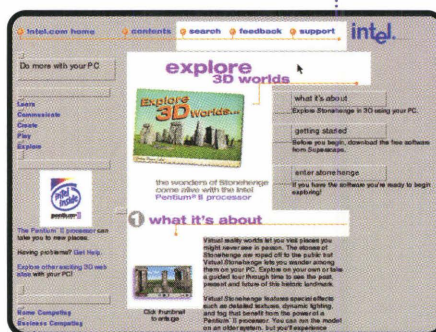 Intel.com home
contents
search
feedback
support
intel.
Do more with your PC
Learn
Communicate
Create
Play
Explore
intel
inside
pentium® II
The Pentium® II processor can
take you to new places.
Having problems? Get Help.
Explore other exciting 3D web
sites with your PC!
Home Computing
Business Computing
explore
3D worlds
Explore
3D Worlds...
the wonders of Stonehenge
come alive with the Intel
Pentium® II processor
what it's about
Explore Stonehenge in 3D using your PC.
getting started
Before you begin, download the free software
from Superscape.
enter stonehenge
If you have the software you're ready to begin
exploring!
1 what it's about
Click thumbnail
to enlarge
Virtual reality worlds let you visit places you
might never see in person. The stones of
Stonehenge are roped off to the public but
Virtual Stonehenge lets you wander among
them on your PC. Explore on your own or take
a guided tour through time to see the past,
present and future of this historic landmark.
Virtual Stonehenge features special effects
such as detailed textures, dynamic lighting,
and fog that benefit from the power of a
Pentium® II processor. You can run the model
on an older system, but you'll experience